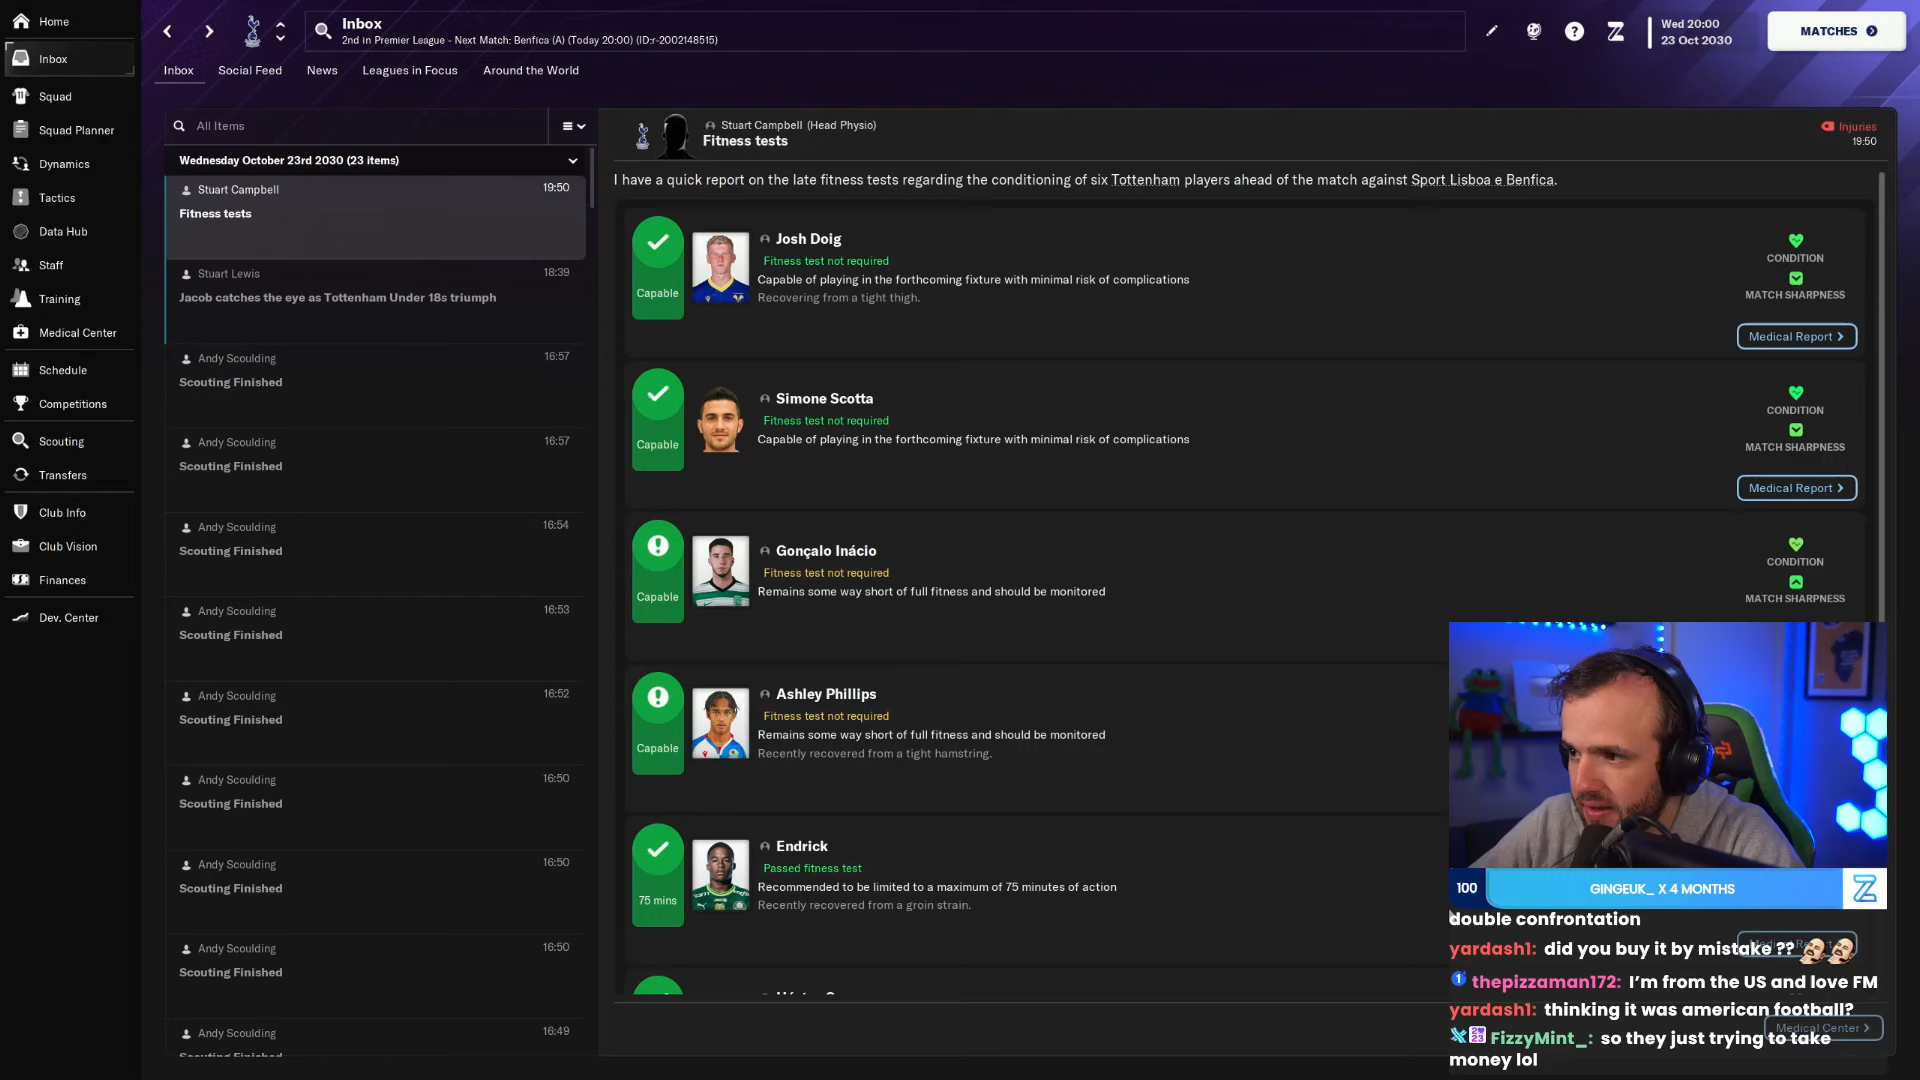 Home
Inbox
Squad
Squad Planner
Dynamics
Tactics
Data Hub
Staff
Training
Medical Center
Schedule
Competitions
Scouting
Transfers
Club Info
Club Vision
Finances
Dev. Center
Inbox
2nd in Premier League - Next Match: Benfica (A) (Today 20:00) (ID:r-2002148515)
Wed 20:00
23 Oct 2030
MATCHES
Inbox Social Feed News Leagues in Focus Around the World
All Items
Wednesday October 23rd 2030 (23 items)
Stuart Campbell 19:50
Fitness tests
Stuart Lewis 18:39
Jacob catches the eye as Tottenham Under 18s triumph
Andy Scoulding 16:57
Scouting Finished
Andy Scoulding 16:57
Scouting Finished
Andy Scoulding 16:54
Scouting Finished
Andy Scoulding 16:53
Scouting Finished
Andy Scoulding 16:52
Scouting Finished
Andy Scoulding 16:50
Scouting Finished
Andy Scoulding 16:50
Scouting Finished
Andy Scoulding 16:50
Scouting Finished
Andy Scoulding 16:49
Scouting Finished
Stuart Campbell (Head Physio)
Fitness tests
Injuries
19:50
I have a quick report on the late fitness tests regarding the conditioning of six Tottenham players ahead of the match against Sport Lisboa e Benfica.
Capable
Josh Doig
Fitness test not required
Capable of playing in the forthcoming fixture with minimal risk of complications
Recovering from a tight thigh.
CONDITION
MATCH SHARPNESS
Medical Report
Capable
Simone Scotta
Fitness test not required
Capable of playing in the forthcoming fixture with minimal risk of complications
CONDITION
MATCH SHARPNESS
Medical Report
Capable
Gonçalo Inácio
Fitness test not required
Remains some way short of full fitness and should be monitored
CONDITION
MATCH SHARPNESS
Capable
Ashley Phillips
Fitness test not required
Remains some way short of full fitness and should be monitored
Recently recovered from a tight hamstring.
75 mins
Endrick
Passed fitness test
Recommended to be limited to a maximum of 75 minutes of action
Recently recovered from a groin strain.
100 GINGEUK_ X 4 MONTHS
double confrontation
yardash1: did you buy it by mistake ??
thepizzaman172: I'm from the US and love FM
yardash1: thinking it was american football?
Medical Center
FizzyMint_: so they just trying to take
money lol